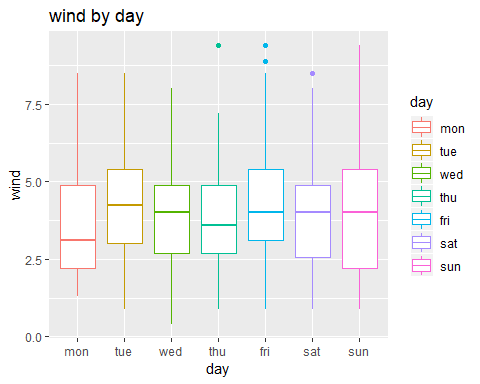 wind by day
7.5
5.0
2.5
0.0
wind
mon tue wed thu fri sat sun
day
day
mon
tue
wed
thu
fri
sat
sun